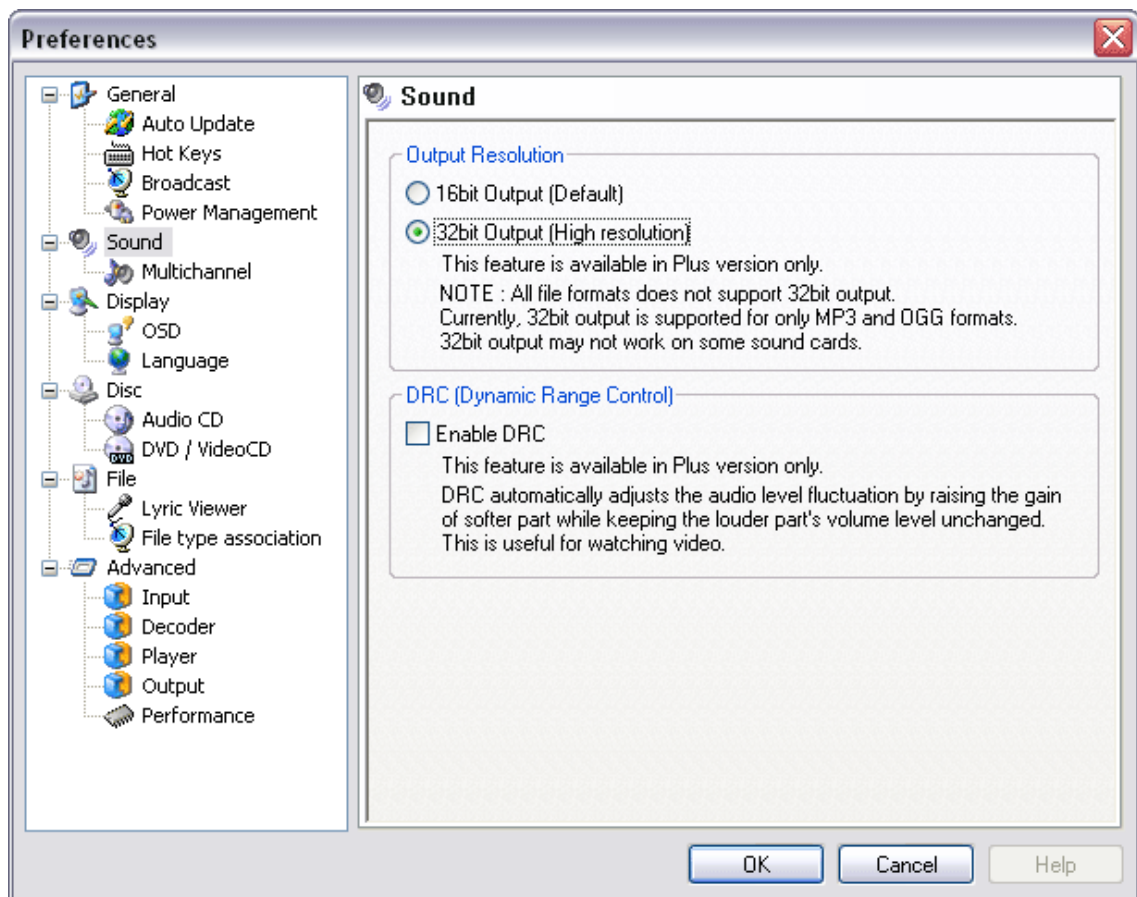 Preferences
General
Auto Update
Hot Keys
Broadcast
Power Management
Sound
Multichannel
Display
OSD
Language
Disc
Audio CD
DVD / VideoCD
File
Lyric Viewer
File type association
Advanced
Input
Decoder
Player
Output
Performance
Sound
Output Resolution
16bit Output (Default)
32bit Output (High resolution)
This feature is available in Plus version only.
NOTE : All file formats does not support 32bit output.
Currently, 32bit output is supported for only MP3 and OGG formats.
32bit output may not work on some sound cards.
DRC (Dynamic Range Control)
Enable DRC
This feature is available in Plus version only.
DRC automatically adjusts the audio level fluctuation by raising the gain
of softer part while keeping the louder part's volume level unchanged.
This is useful for watching video.
OK
Cancel
Help